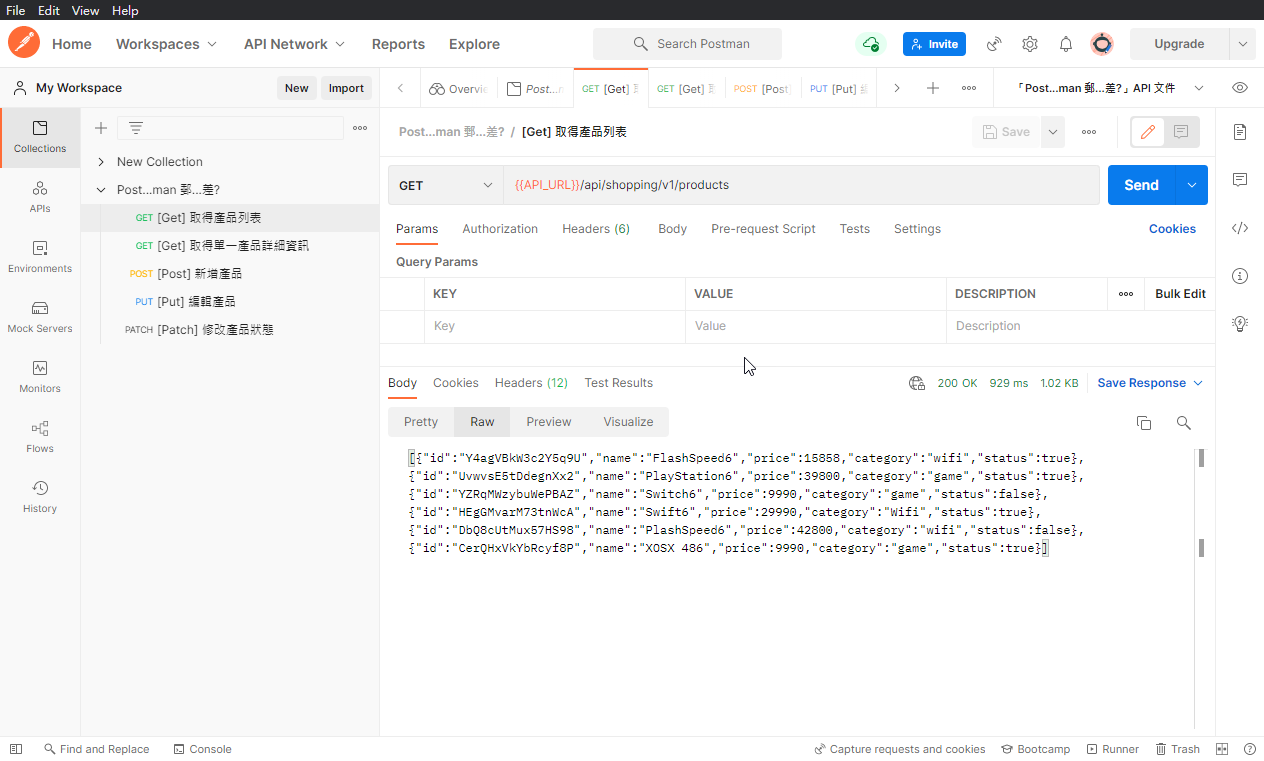 File Edit View Help
Home Workspaces API Network Reports Explore Search Postman Invite Upgrade
My Workspace New Import Overvi Post... GET [Get] GET [Get] POST [Post PUT [Put] 「Post...man 郵...差?」API 文件
Collections
APIs
Environments
Mock Servers
Monitors
Flows
History
New Collection
Post...man 郵...差?
GET [Get] 取得產品列表
GET [Get] 取得單一產品詳細資訊
POST [Post] 新增產品
PUT [Put] 編輯產品
PATCH [Patch] 修改產品狀態
Post...man 郵...差? / [Get] 取得產品列表 Save
GET {{API_URL}}/api/shopping/v1/products Send
Params Authorization Headers (6) Body Pre-request Script Tests Settings Cookies
Query Params
KEY VALUE DESCRIPTION Bulk Edit
Key Value Description
Body Cookies Headers (12) Test Results 200 OK 929 ms 1.02 KB Save Response
Pretty Raw Preview Visualize
[{"id":"Y4agVBkW3c2Y5q9U","name":"FlashSpeed6","price":15858,"category":"wifi","status":true},
{"id":"UvwvsE5tDdegnXx2","name":"PlayStation6","price":39800,"category":"game","status":true},
{"id":"YZRqMWzybuWePBAZ","name":"Switch6","price":9990,"category":"game","status":false},
{"id":"HEgGMvarM73tnWcA","name":"Swift6","price":29990,"category":"Wifi","status":true},
{"id":"DbQ8cUtMux57HS98","name":"PlashSpeed6","price":42800,"category":"wifi","status":false},
{"id":"CerQHxVkYbRcyf8P","name":"XOSX 486","price":9990,"category":"game","status":true}]
Find and Replace Console Capture requests and cookies Bootcamp Runner Trash